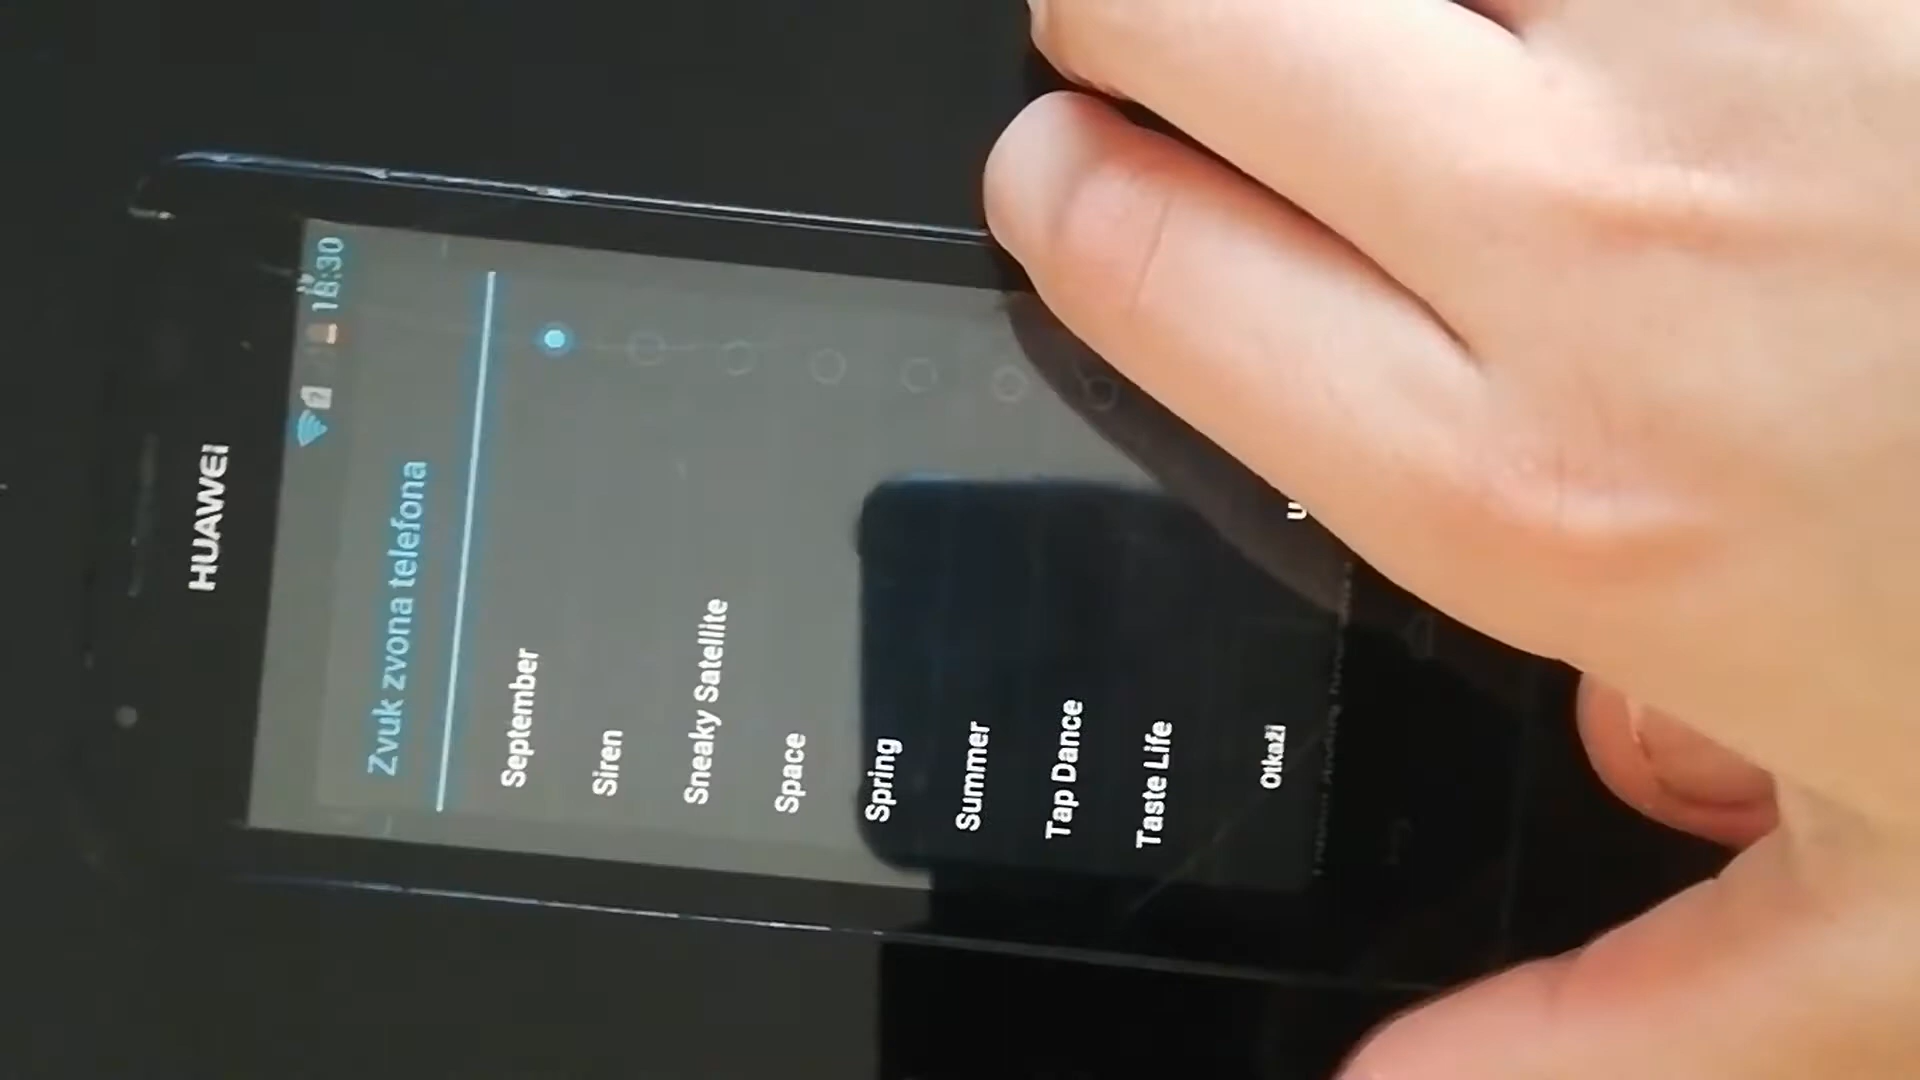 HUAWEI
18:30
Zvuk zvona telefona
September
Siren
Sneaky Satellite
Space
Spring
Summer
Tap Dance
Taste Life
Otkaži